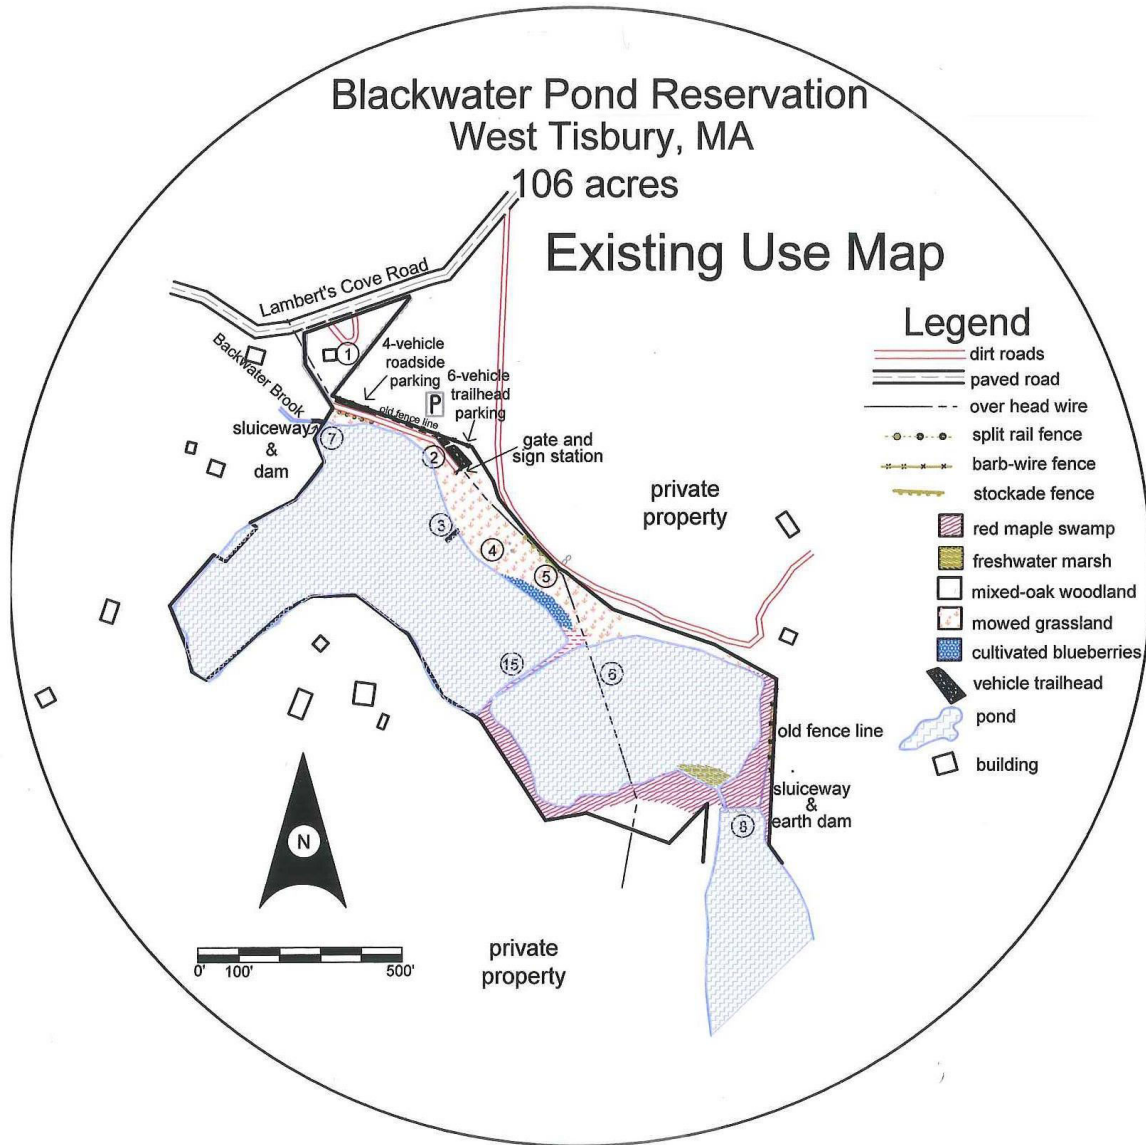 Blackwater Pond Reservation
West Tisbury, MA
106 acres
Existing Use Map
Lambert's Cove Road
Backwater Brook
1
4-vehicle
roadside
parking
P
6-vehicle
trailhead
parking
old fence line
gate and
sign station
sluiceway
&
dam
7
2
3
4
5
private
property
15
6
old fence line
sluiceway
&
earth dam
8
N
0' 100' 500'
private
property
Legend
dirt roads
paved road
over head wire
split rail fence
barb-wire fence
stockade fence
red maple swamp
freshwater marsh
mixed-oak woodland
mowed grassland
cultivated blueberries
vehicle trailhead
pond
building